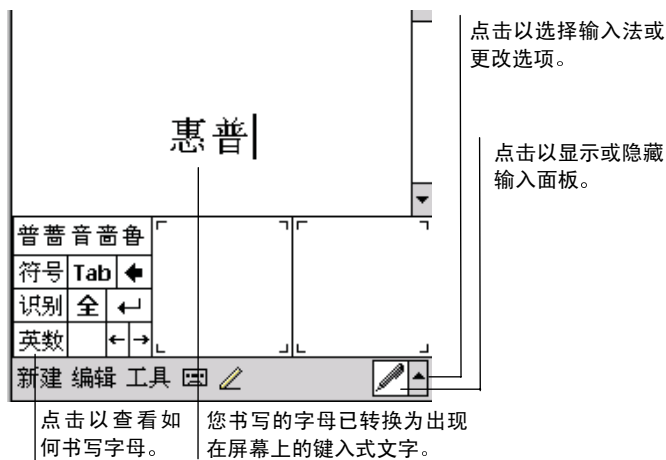 点击以选择输入法或
更改选项。
惠普
点击以显示或隐藏
输入面板。
普蔷音啬鲁
符号 Tab
识别 全
英数
新建 编辑 工具
点击以查看如
何书写字母。
您书写的字母已转换为出现
在屏幕上的键入式文字。